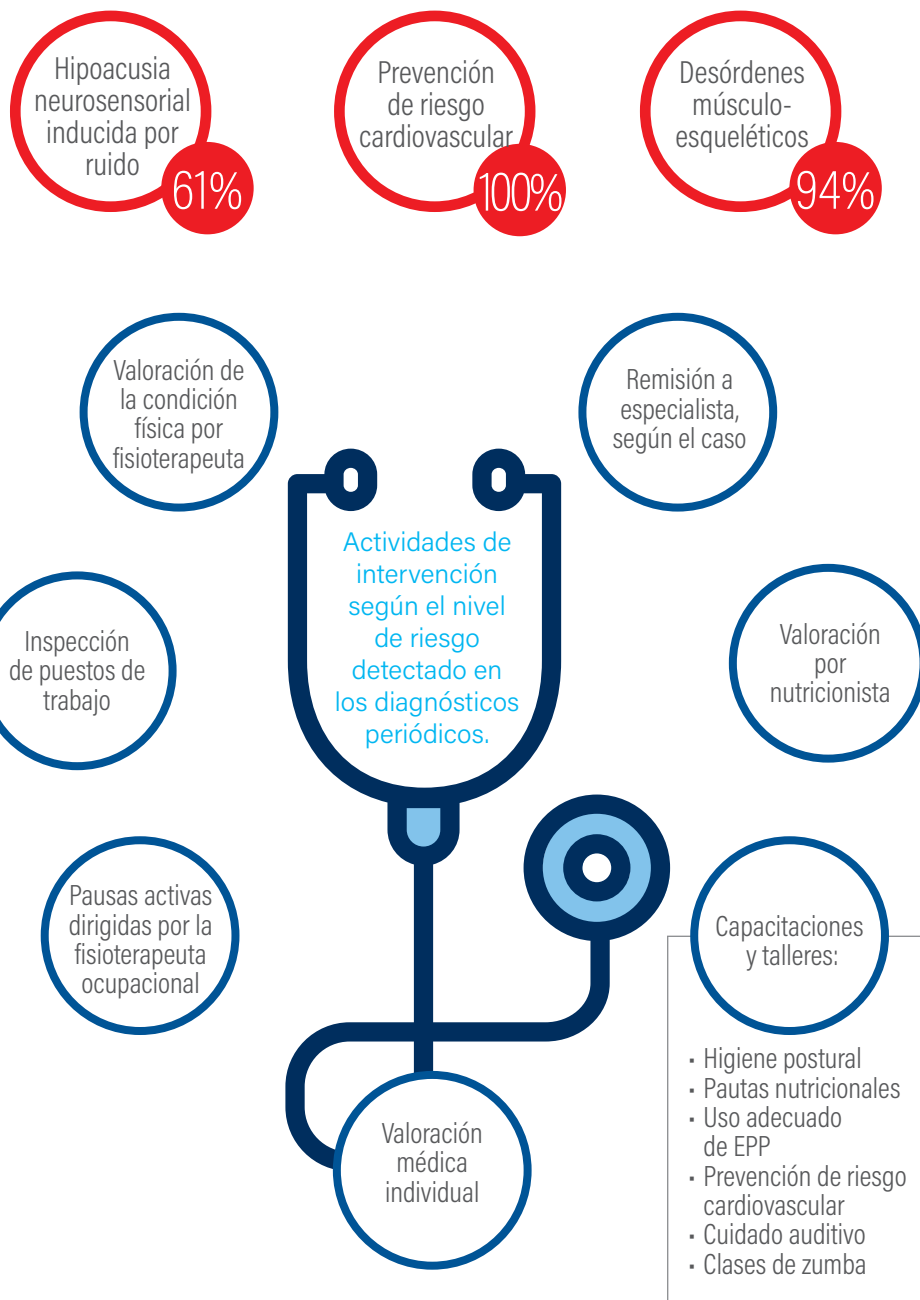 Hipoacusia
neurosensorial
inducida por
ruido
61%
Prevención
de riesgo
cardiovascular
100%
Desórdenes
músculo-
esqueléticos
94%
Valoración de
la condición
física por
fisioterapeuta
Remisión a
especialista,
según el caso
Actividades de
intervención
según el nivel
de riesgo
detectado en
los diagnósticos
periódicos.
Inspección
de puestos de
trabajo
Valoración
por
nutricionista
Pausas activas
dirigidas por la
fisioterapeuta
ocupacional
Capacitaciones
y talleres:
• Higiene postural
• Pautas nutricionales
• Uso adecuado
de EPP
• Prevención de riesgo
cardiovascular
• Cuidado auditivo
• Clases de zumba
Valoración
médica
individual